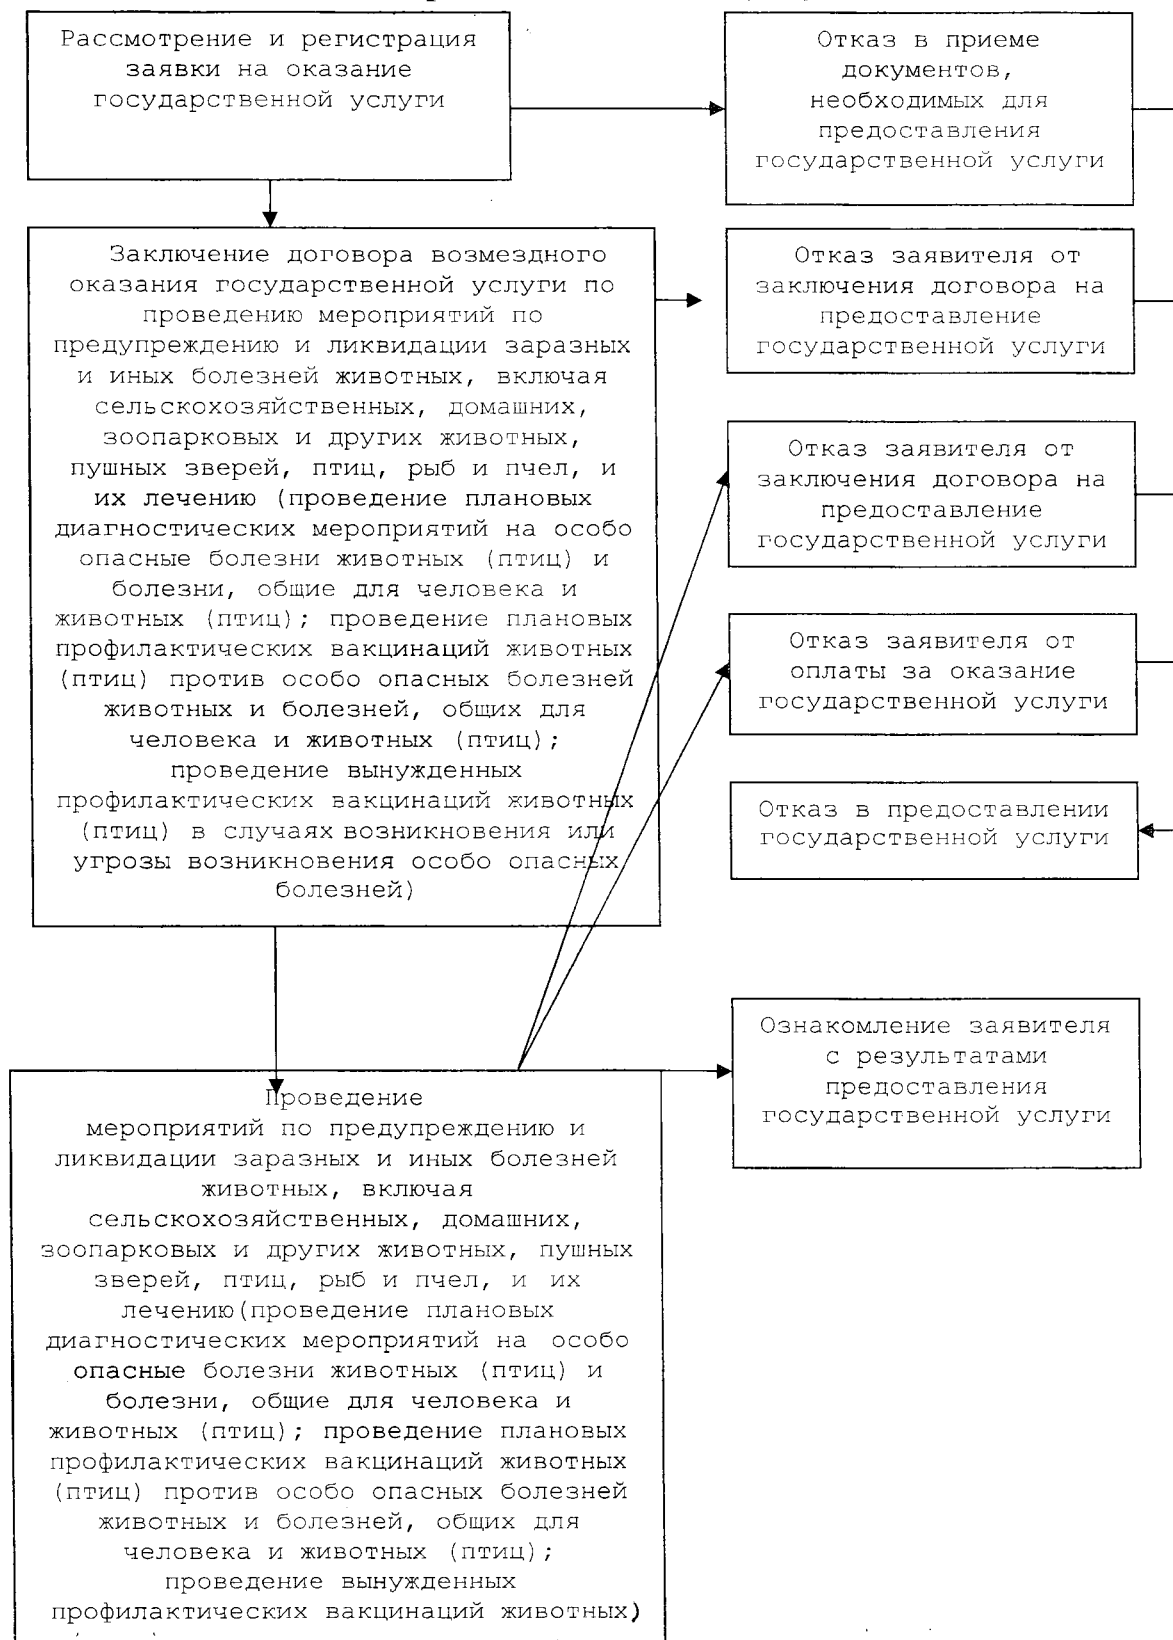 Рассмотрение и регистрация
заявки на оказание
государственной услуги
Отказ в приеме
документов,
необходимых для
предоставления
государственной услуги
Заключение договора возмездного
оказания государственной услуги по
проведению мероприятий по
предупреждению и ликвидации заразных
и иных болезней животных, включая
сельскохозяйственных, домашних,
зоопарковых и других животных,
пушных зверей, птиц, рыб и пчел, и
их лечению (проведение плановых
диагностических мероприятий на особо
опасные болезни животных (птиц) и
болезни, общие для человека и
животных (птиц); проведение плановых
профилактических вакцинаций животных
(птиц) против особо опасных болезней
животных и болезней, общих для
человека и животных (птиц);
проведение вынужденных
профилактических вакцинаций животных
(птиц) в случаях возникновения или
угрозы возникновения особо опасных
болезней)
Отказ заявителя от
заключения договора на
предоставление
государственной услуги
Отказ заявителя от
заключения договора на
предоставление
государственной услуги
Отказ заявителя от
оплаты за оказание
государственной услуги
Отказ в предоставлении
государственной услуги
Ознакомление заявителя
с результатами
предоставления
государственной услуги
Проведение
мероприятий по предупреждению и
ликвидации заразных и иных болезней
животных, включая
сельскохозяйственных, домашних,
зоопарковых и других животных, пушных
зверей, птиц, рыб и пчел, и их
лечению(проведение плановых
диагностических мероприятий на особо
опасные болезни животных (птиц) и
болезни, общие для человека и
животных (птиц); проведение плановых
профилактических вакцинаций животных
(птиц) против особо опасных болезней
животных и болезней, общих для
человека и животных (птиц);
проведение вынужденных
профилактических вакцинаций животных)